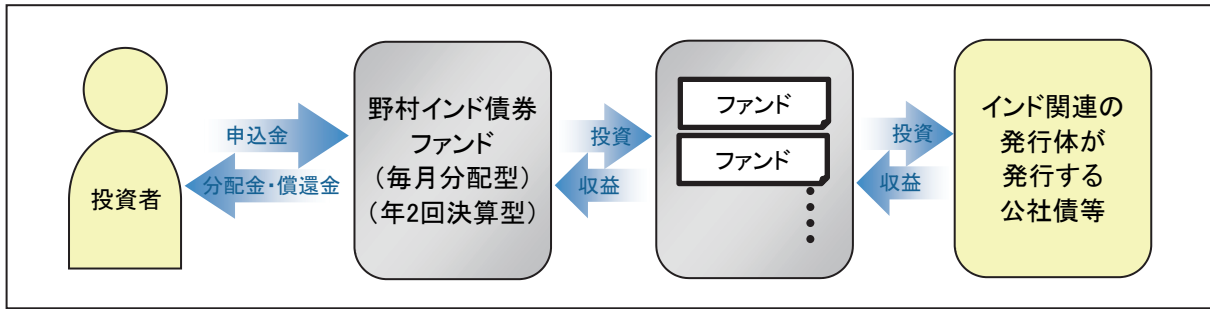 投資者
申込金
分配金・償還金
野村インド債券
ファンド
(毎月分配型)
(年2回決算型)
投資
収益
ファンド
ファンド
投資
収益
インド関連の
発行体が
発行する
公社債等